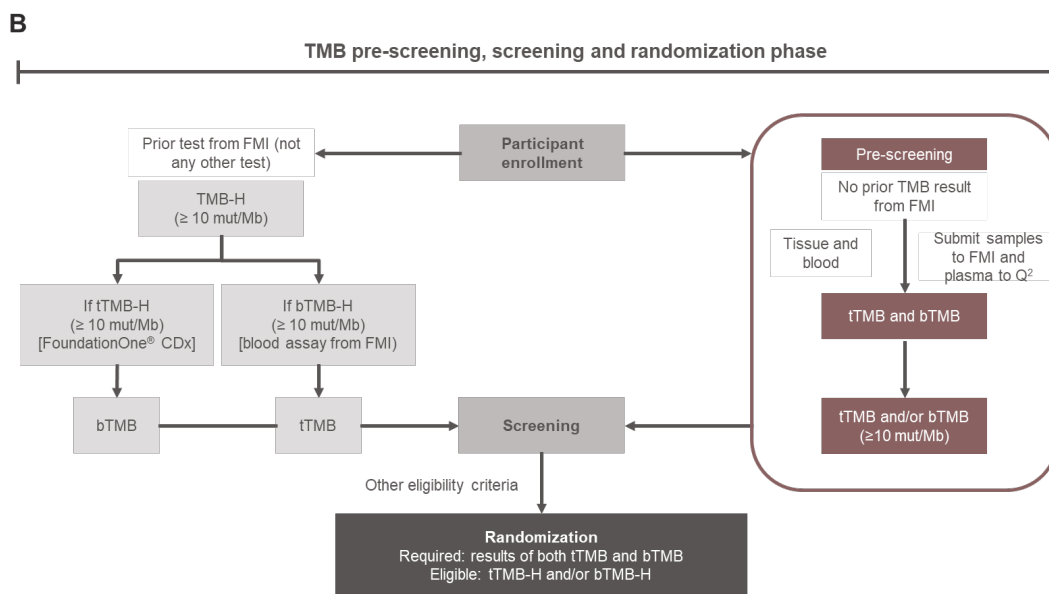 B
TMB pre-screening, screening and randomization phase
Prior test from FMI (not
any other test)
Participant
enrollment
Pre-screening
No prior TMB result
from FMI
TMB-H
(≥ 10 mut/Mb)
Tissue and
blood
Submit samples
to FMI and
plasma to Q²
If tTMB-H
(≥ 10 mut/Mb)
[FoundationOne® CDx]
If bTMB-H
(≥ 10 mut/Mb)
[blood assay from FMI)
tTMB and bTMB
bTMB
tTMB
Screening
tTMB and/or bTMB
(≥10 mut/Mb)
Other eligibility criteria
Randomization
Required: results of both tTMB and bTMB
Eligible: tTMB-H and/or bTMB-H